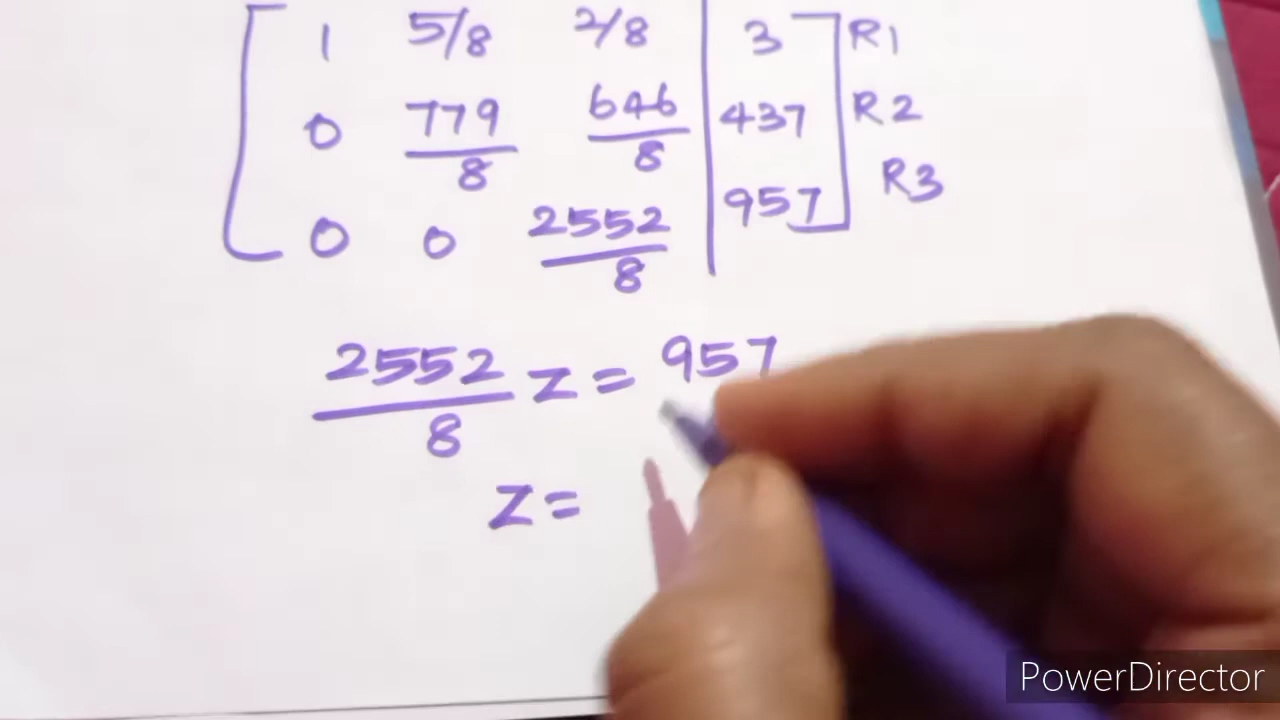 1 5/8 2/8 3 R1
0 779/8 646/8 437 R2
0 0 2552/8 957 R3
2552/8 z = 957
z =
PowerDirector